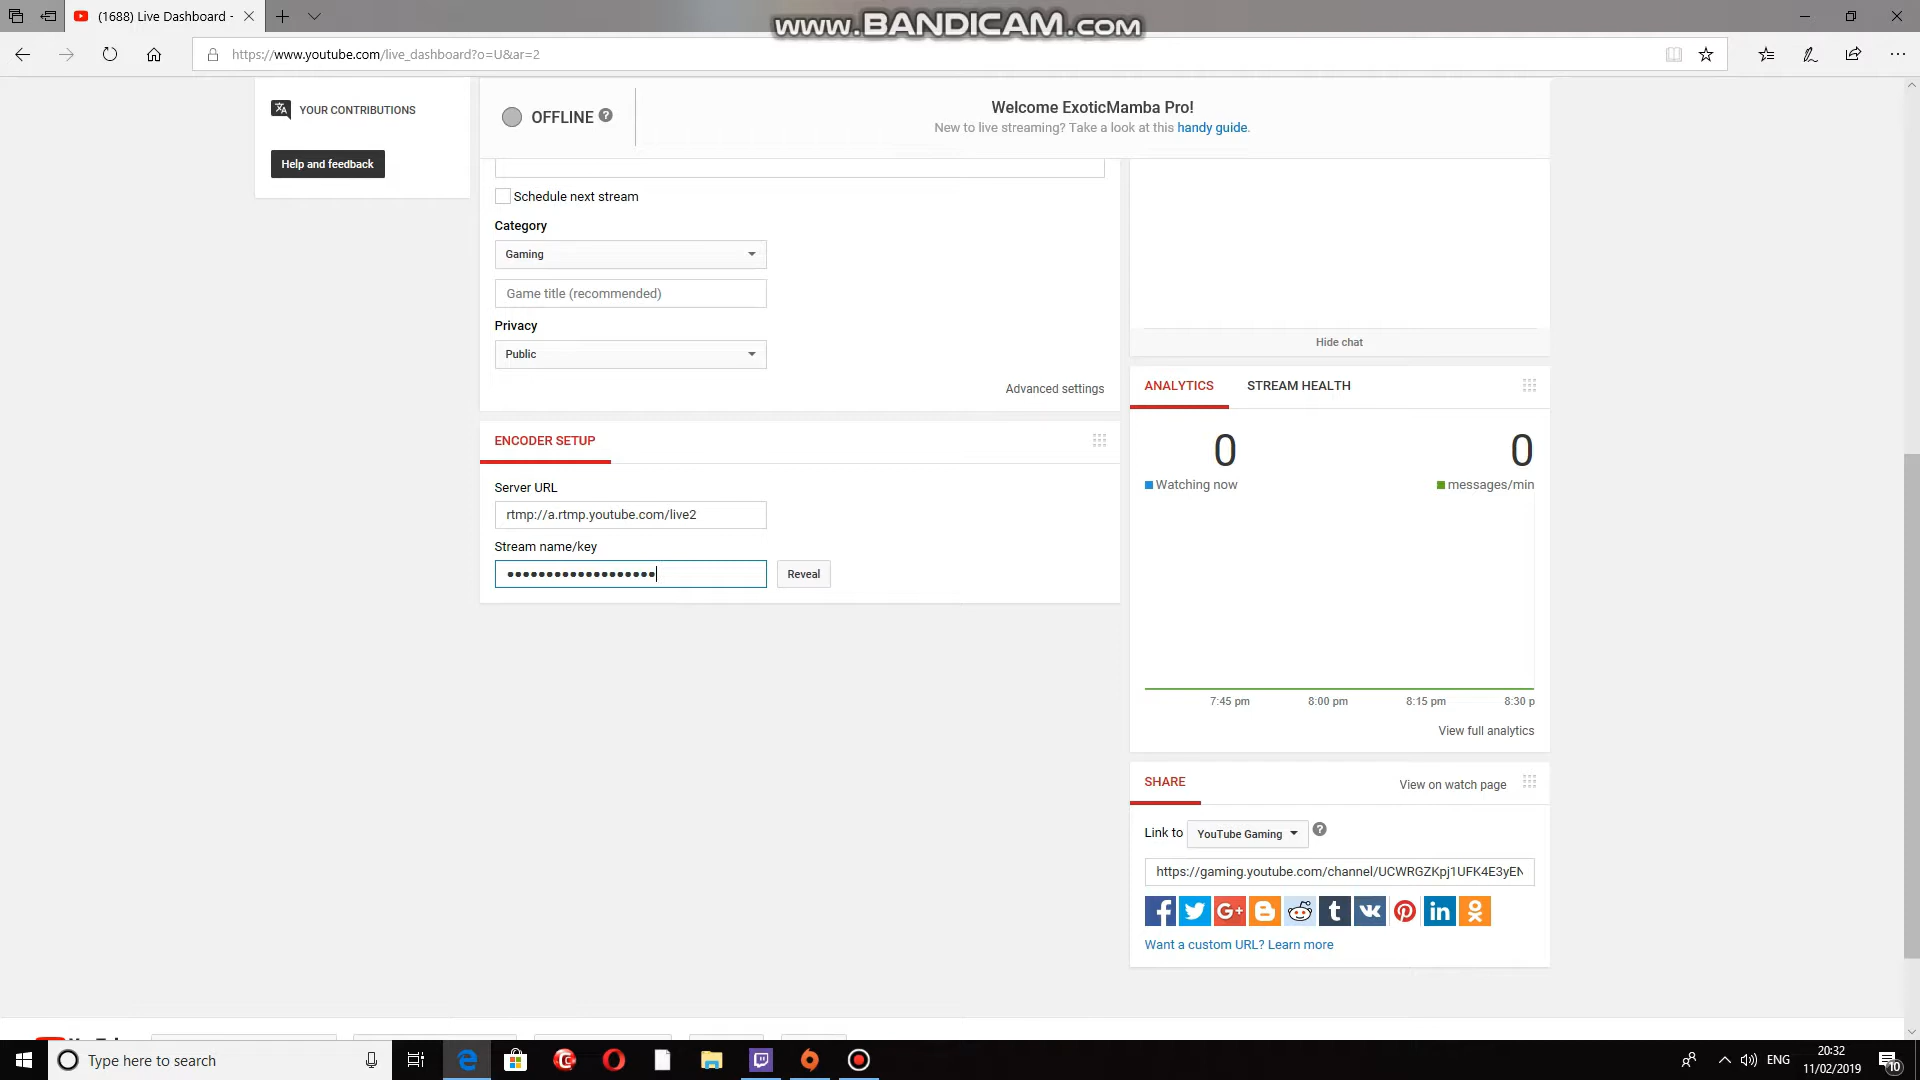 (1688) Live Dashboard -
www.BANDICAM.com
https://www.youtube.com/live_dashboard?o=U&ar=2
YOUR CONTRIBUTIONS
Help and feedback
OFFLINE
Welcome ExoticMamba Pro!
New to live streaming? Take a look at this handy guide.
Schedule next stream
Category
Gaming
Game title (recommended)
Privacy
Public
Advanced settings
Hide chat
ANALYTICS
STREAM HEALTH
0
0
Watching now
messages/min
7:45 pm
8:00 pm
8:15 pm
8:30 p
View full analytics
ENCODER SETUP
Server URL
rtmp://a.rtmp.youtube.com/live2
Stream name/key
Reveal
SHARE
View on watch page
Link to
YouTube Gaming
https://gaming.youtube.com/channel/UCWRGZKpj1UFK4E3yEN
Want a custom URL? Learn more
Type here to search
ENG
20:32
11/02/2019
10